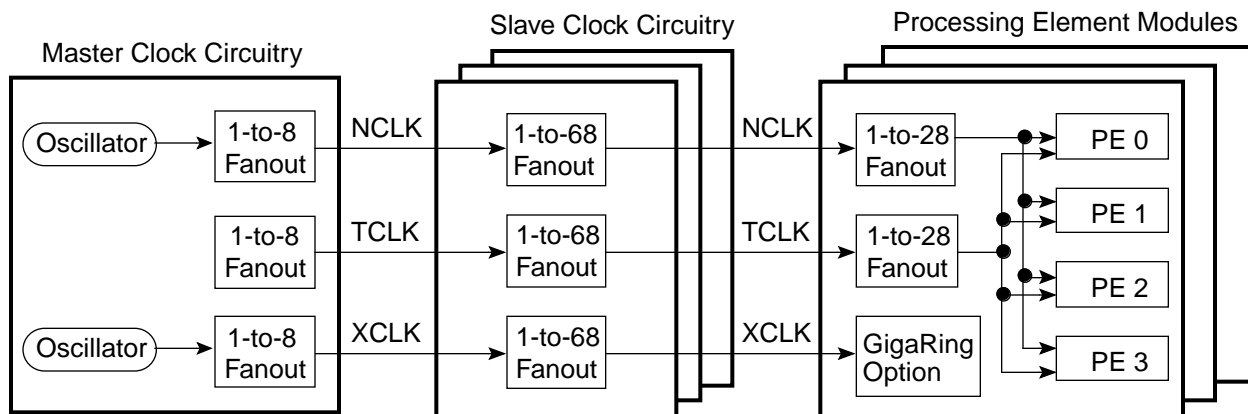 Master Clock Circuitry
Slave Clock Circuitry
Processing Element Modules
Oscillator
1-to-8
Fanout
NCLK
1-to-68
Fanout
NCLK
1-to-28
Fanout
PE 0
PE 1
1-to-8
Fanout
TCLK
1-to-68
Fanout
TCLK
1-to-28
Fanout
PE 2
Oscillator
1-to-8
Fanout
XCLK
1-to-68
Fanout
XCLK
GigaRing
Option
PE 3